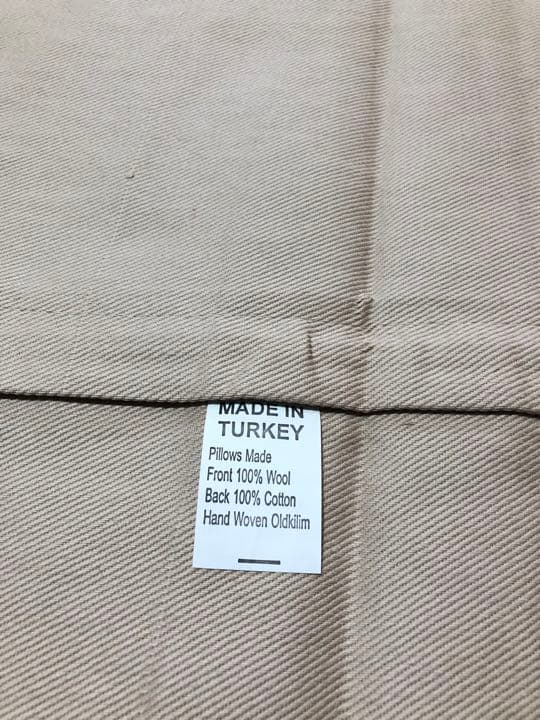 MADE IN
TURKEY
Pillows Made
Front 100% Wool
Back 100% Cotton
Hand Woven Oldkilim